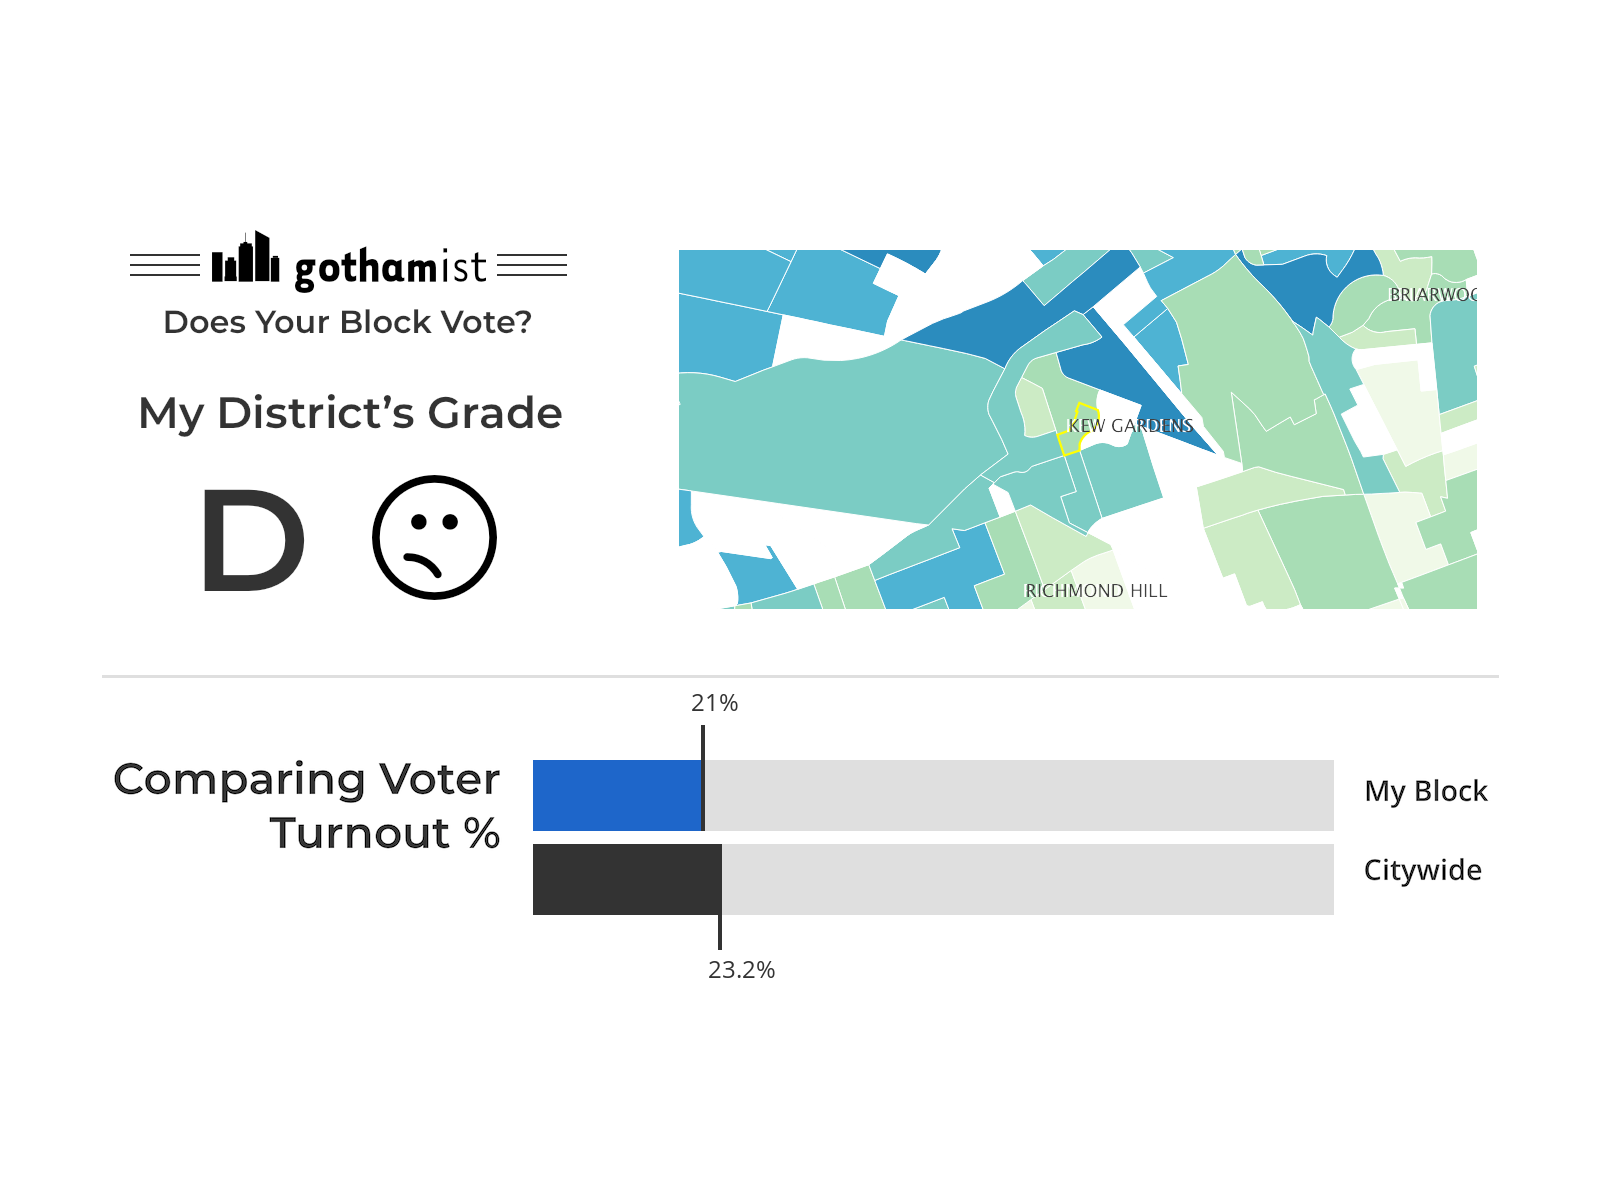 gothamist
Does Your Block Vote?
My District’s Grade
D
BRIARWOO
KEW GARDENS
RICHMOND HILL
21%
Comparing Voter
Turnout %
My Block
Citywide
23.2%